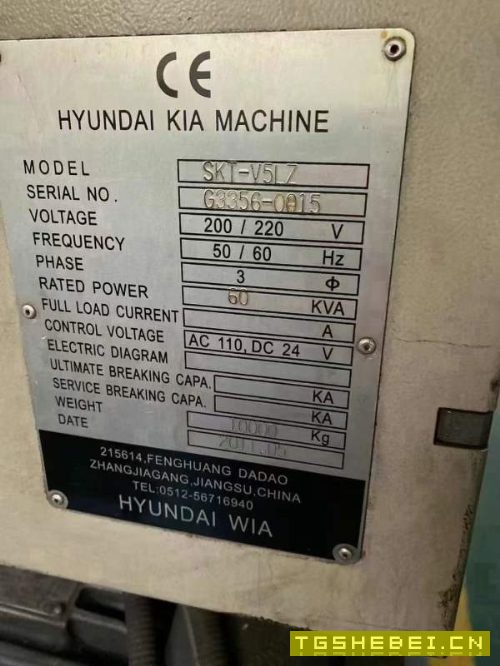 CE
HYUNDAI KIA MACHINE
MODEL SKT-V5LZ
SERIAL NO. G3356-0015
VOLTAGE 200 / 220 V
FREQUENCY 50 / 60 Hz
PHASE 3 Φ
RATED POWER 60 KVA
FULL LOAD CURRENT A
CONTROL VOLTAGE AC 110, DC 24 V
ELECTRIC DIAGRAM
ULTIMATE BREAKING CAPA. KA
SERVICE BREAKING CAPA. KA
WEIGHT 10000 Kg
DATE 2011.05
215614,FENGHUANG DADAO
ZHANGJIAGANG,JIANGSU,CHINA
TEL:0512-56716940
HYUNDAI WIA
TGSHEBEI.CN